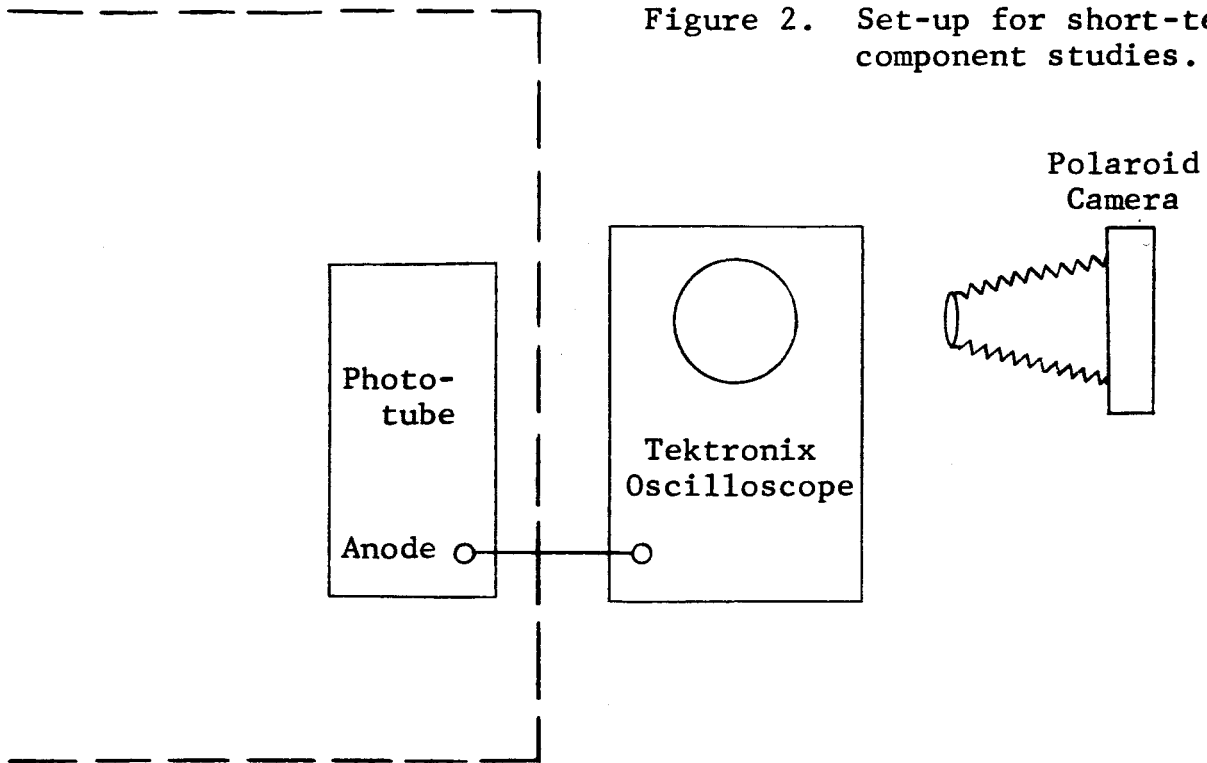 Figure 2. Set-up for short-te
component studies.
Polaroid
Camera
Photo-
tube
Tektronix
Oscilloscope
Anode